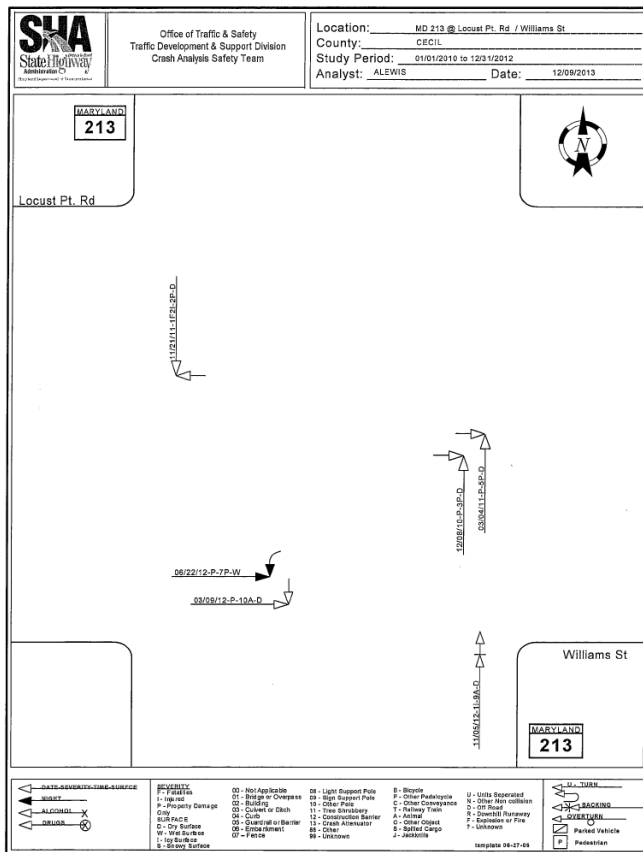 SHA
State Highway
Administration
Maryland Department of Transportation
Office of Traffic & Safety
Traffic Development & Support Division
Crash Analysis Safety Team
Location: MD 213 @ Locust Pt. Rd / Williams St
County: CECIL
Study Period: 01/01/2010 to 12/31/2012
Analyst: ALEWIS Date: 12/09/2013
MARYLAND
213
N
Locust Pt. Rd
11/21/11-1F2I-2P-D
03/04/11-P-5P-D
12/08/10-P-3P-D
06/22/12-P-7P-W
03/09/12-P-10A-D
11/05/12-1I-9A-D
Williams St
MARYLAND
213
DATE-SEVERITY-TIME-SURFACE
NIGHT
ALCOHOL X
DRUGS
SEVERITY
F - Fatalities
I - Injured
P - Property Damage
Only
SURFACE
D - Dry Surface
W - Wet Surface
I - Icy Surface
S - Snowy Surface
00 - Not Applicable
01 - Bridge or Overpass
02 - Building
03 - Culvert or Ditch
04 - Curb
05 - Guardrail or Barrier
06 - Embankment
07 - Fence
08 - Light Support Pole
09 - Sign Support Pole
10 - Other Pole
11 - Tree Shrubbery
12 - Construction Barrier
13 - Crash Attenuator
88 - Other
99 - Unknown
B - Bicycle
P - Other Pedalcycle
C - Other Conveyance
T - Railway Train
A - Animal
O - Other Object
S - Spilled Cargo
J - Jackknife
U - Units Seperated
N - Other Non collision
D - Off Road
R - Downhill Runaway
F - Explosion or Fire
? - Unknown
U - TURN
BACKING
OVERTURN
Parked Vehicle
P Pedestrian